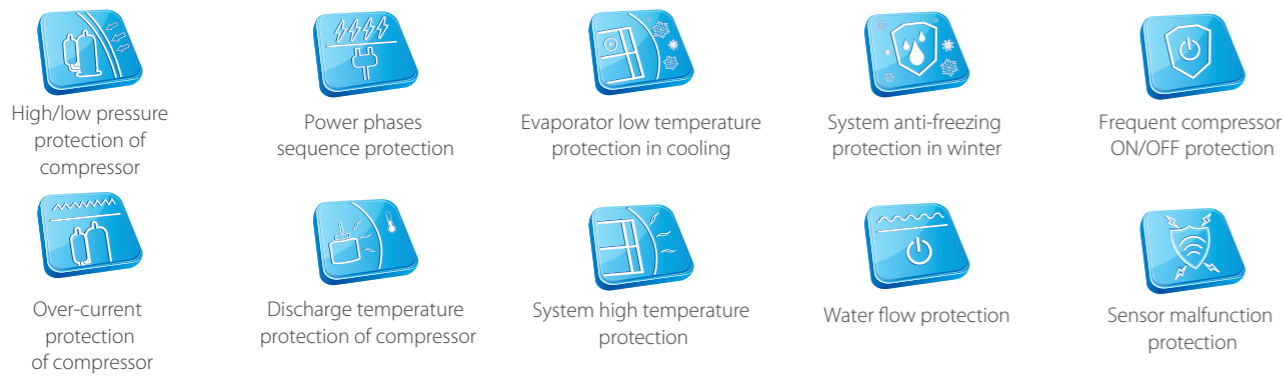 High/low pressure
protection of
compressor
Power phases
sequence protection
Evaporator low temperature
protection in cooling
System anti-freezing
protection in winter
Frequent compressor
ON/OFF protection
Over-current
protection
of compressor
Discharge temperature
protection of compressor
System high temperature
protection
Water flow protection
Sensor malfunction
protection